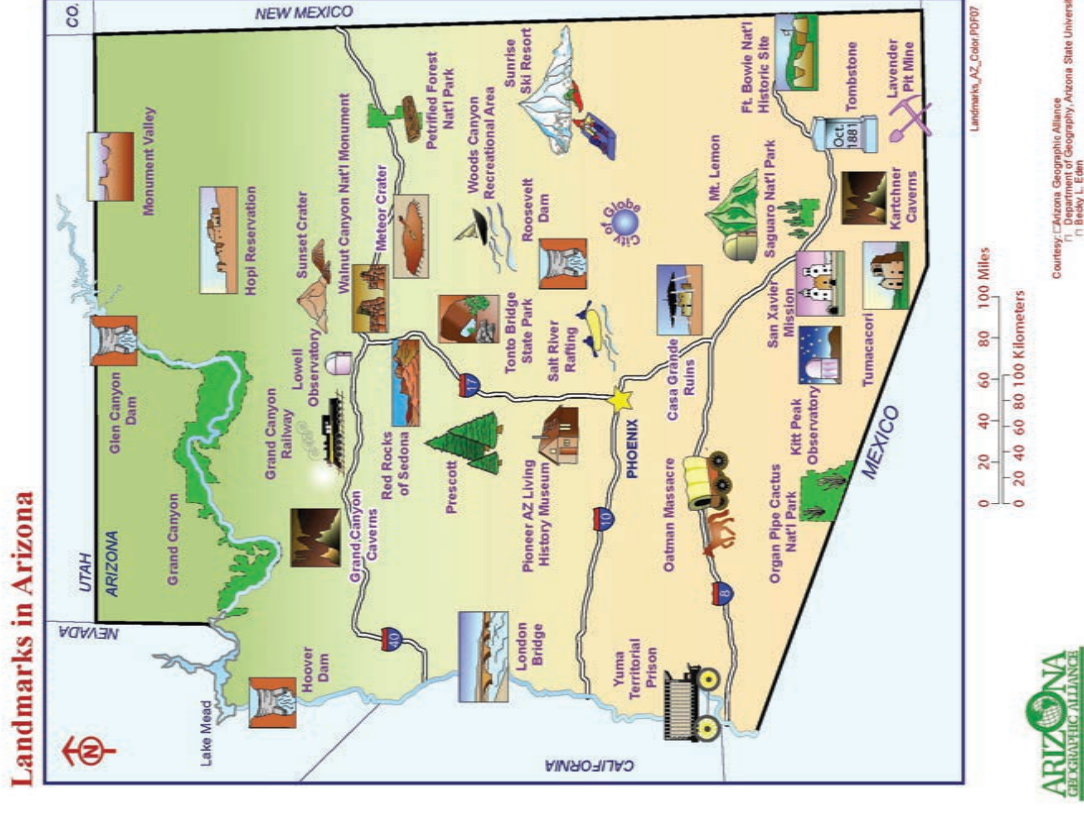 Landmarks in Arizona
N
NEVADA
UTAH
ARIZONA
CO.
NEW MEXICO
CALIFORNIA
MEXICO
Lake Mead
Hoover
Dam
Grand Canyon
Glen Canyon
Dam
Monument Valley
Hopi Reservation
Grand Canyon
Railway
Lowell
Observatory
Sunset Crater
Walnut Canyon Nat'l Monument
Meteor Crater
Grand Canyon
Caverns
Red Rocks
of Sedona
Petrified Forest
Nat'l Park
40
17
Prescott
Tonto Bridge
State Park
Woods Canyon
Recreational Area
Sunrise
Ski Resort
London
Bridge
Pioneer AZ Living
History Museum
Salt River
Rafting
Roosevelt
Dam
City of Globe
10
PHOENIX
Yuma
Territorial
Prison
Oatman Massacre
Casa Grande
Ruins
Mt. Lemon
Saguaro Nat'l Park
Ft. Bowie Nat'l
Historic Site
8
Organ Pipe Cactus
Nat'l Park
Kitt Peak
Observatory
San Xavier
Mission
Oct.
1881
Tombstone
Tumacacori
Kartchner
Caverns
Lavender
Pit Mine
0 20 40 60 80 100 Miles
0 20 40 60 80 100 Kilometers
Landmarks_AZ_Color.PDF07
Courtesy: Arizona Geographic Alliance
Department of Geography, Arizona State Universi
Becky L. Eden
ARIZONA
GEOGRAPHIC ALLIANCE